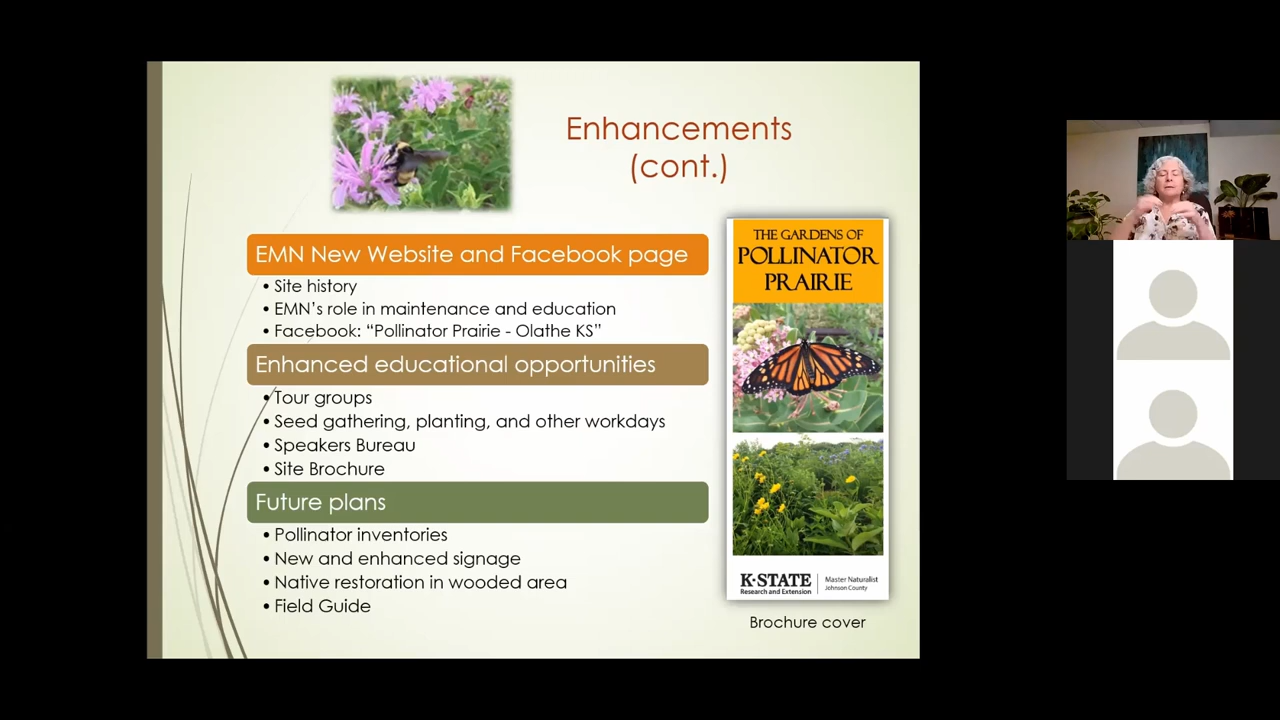 Enhancements
(cont.)
EMN New Website and Facebook page
• Site history
• EMN’s role in maintenance and education
• Facebook: “Pollinator Prairie - Olathe KS”
Enhanced educational opportunities
• Tour groups
• Seed gathering, planting, and other workdays
• Speakers Bureau
• Site Brochure
Future plans
• Pollinator inventories
• New and enhanced signage
• Native restoration in wooded area
• Field Guide
THE GARDENS OF
POLLINATOR
PRAIRIE
K·STATE
Research and Extension
Master Naturalist
Johnson County
Brochure cover